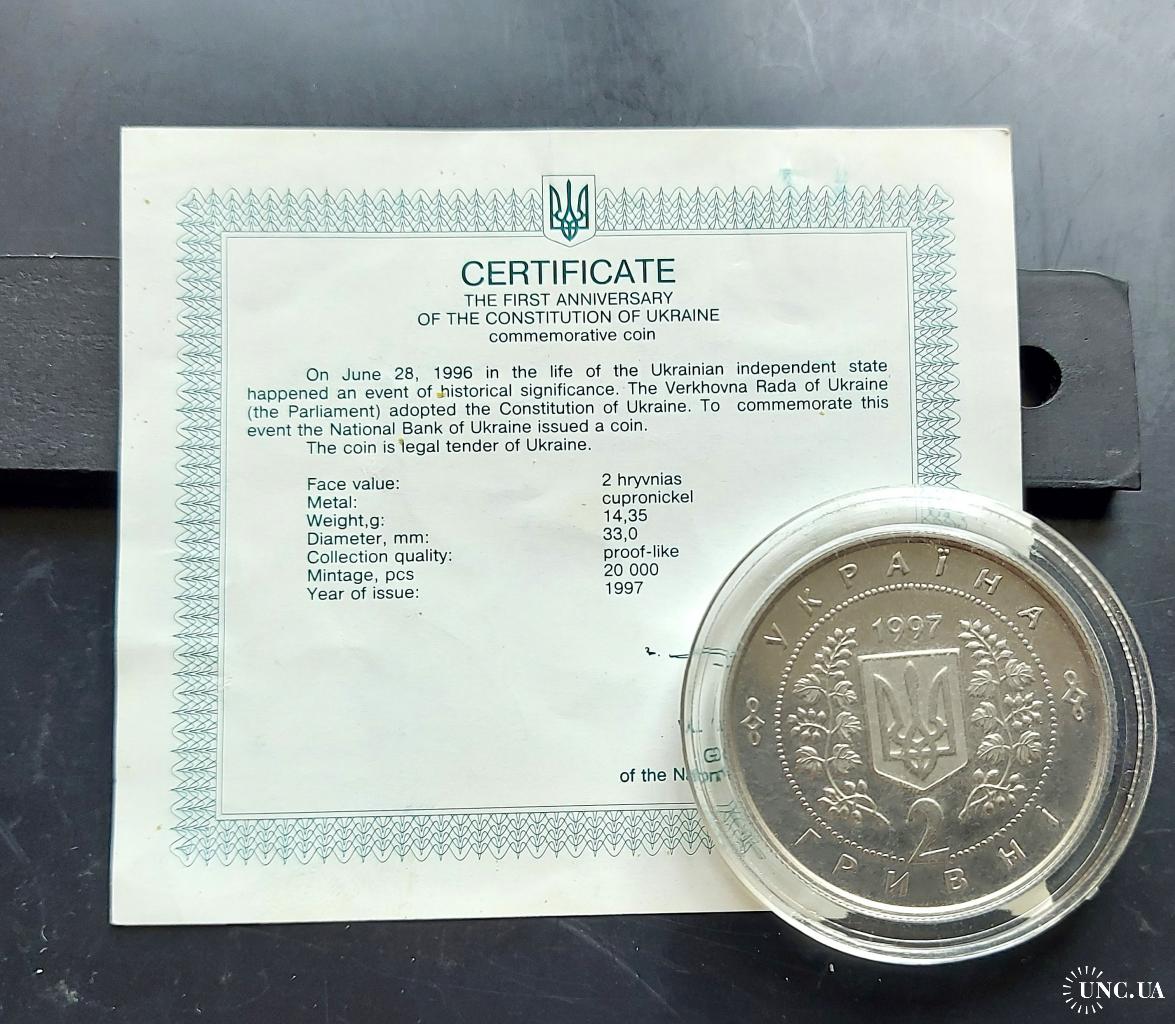 CERTIFICATE
THE FIRST ANNIVERSARY
OF THE CONSTITUTION OF UKRAINE
commemorative coin
On June 28, 1996 in the life of the Ukrainian independent state
happened an event of historical significance. The Verkhovna Rada of Ukraine
(the Parliament) adopted the Constitution of Ukraine. To commemorate this
event the National Bank of Ukraine issued a coin.
The coin is legal tender of Ukraine.
Face value: 2 hryvnias
Metal: cupronickel
Weight,g: 14,35
Diameter, mm: 33,0
Collection quality: proof-like
Mintage, pcs 20 000
Year of issue: 1997
of the
УКРАЇНА
1997
2
ГРИВНІ
UNC.UA